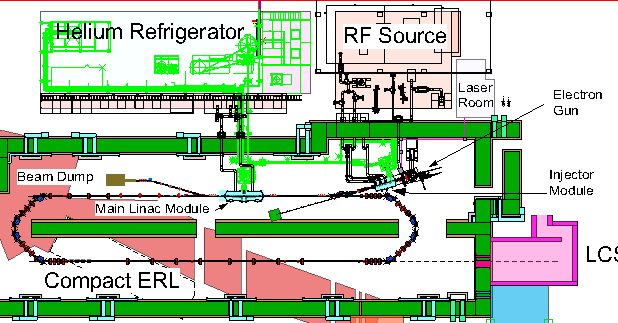 Helium Refrigerator
RF Source
Laser
Room
Electron
Gun
Beam Dump
Injector
Module
Main Linac Module
LCS
Compact ERL